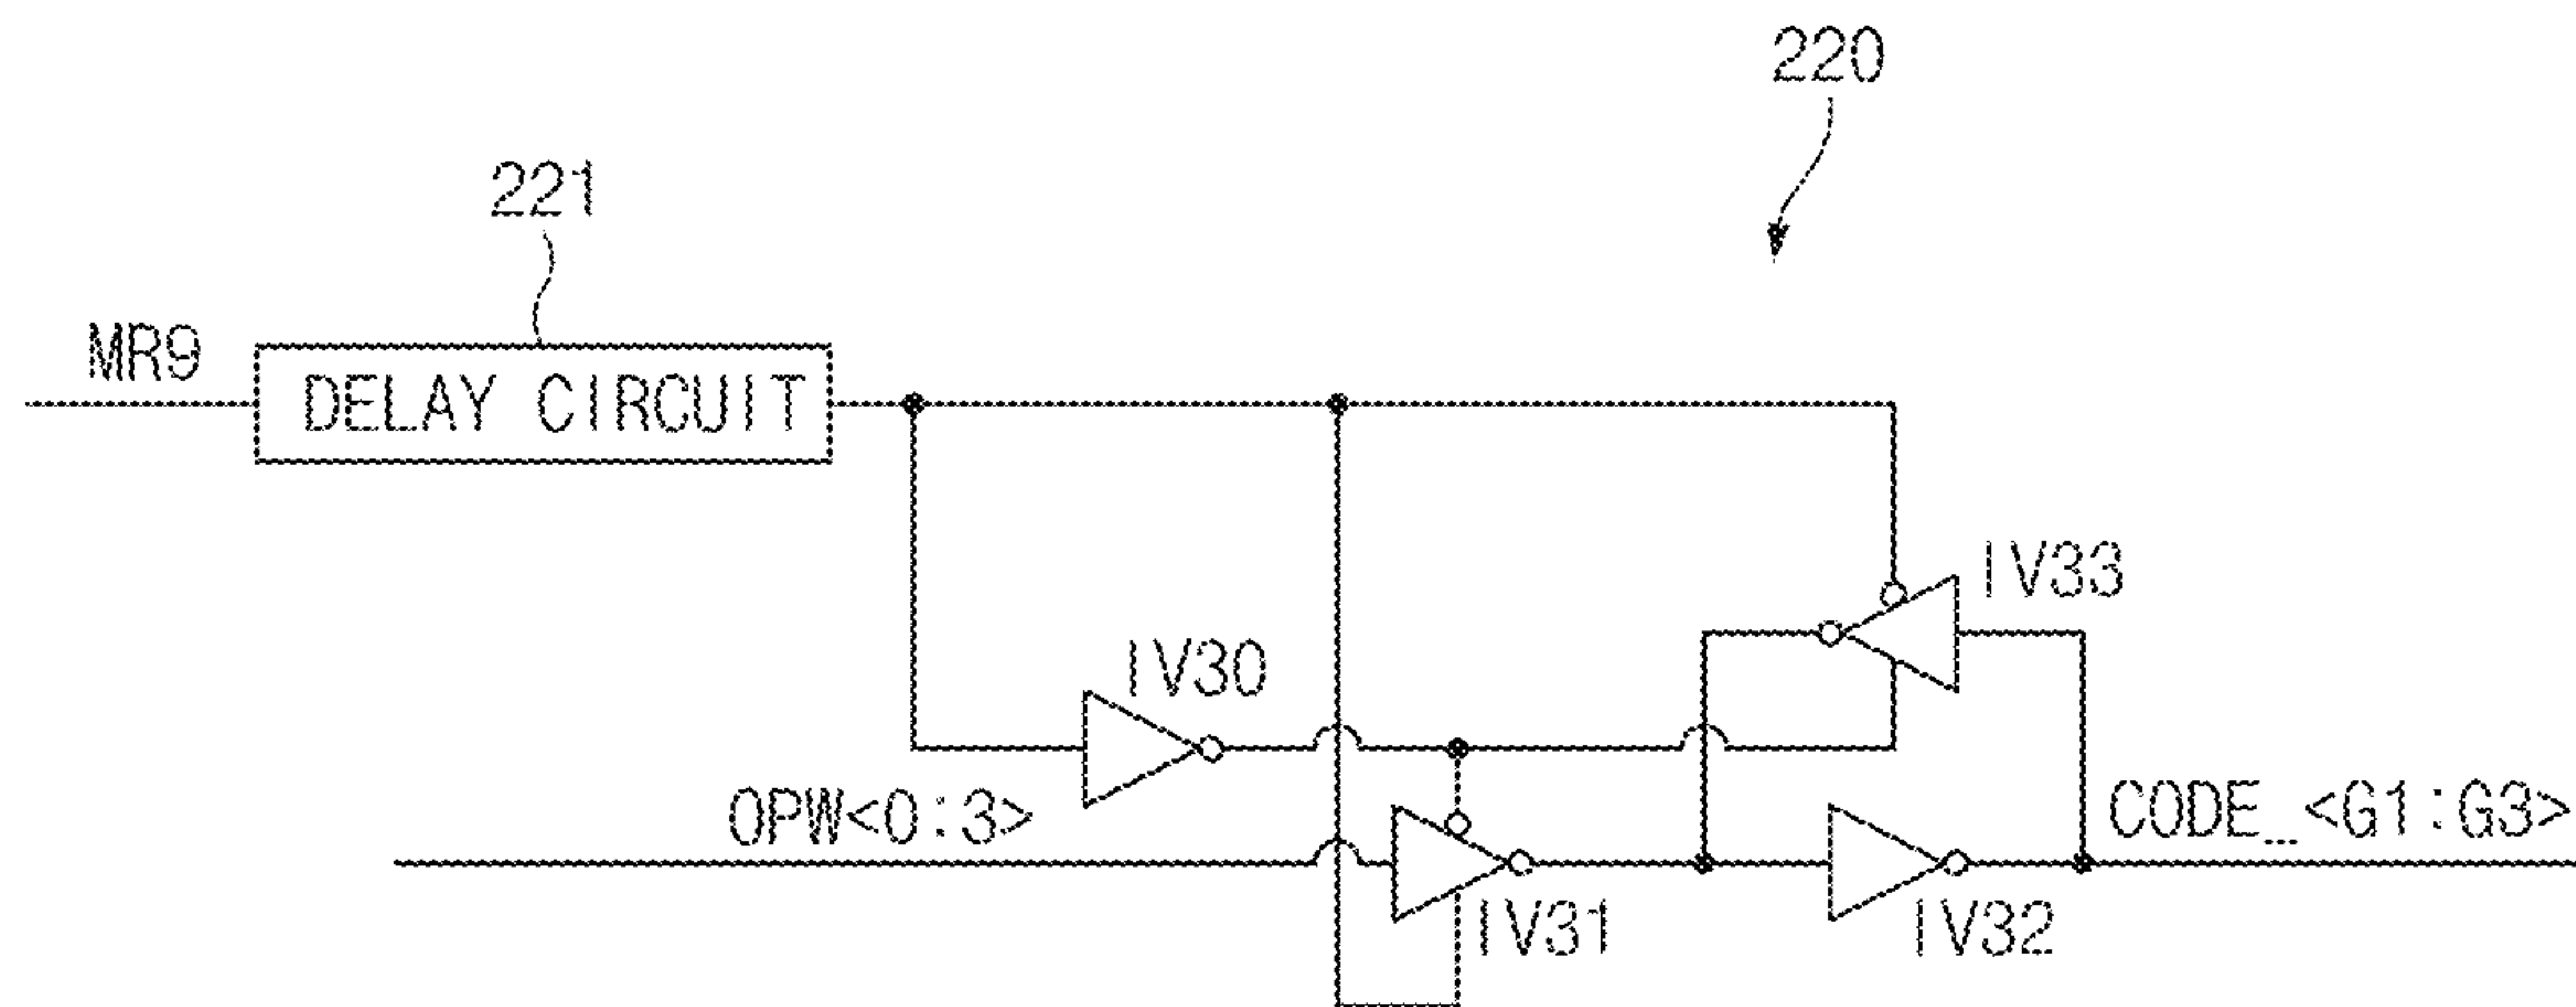 220
221
MR9
DELAY CIRCUIT
IV33
IV30
OPW<0:3>
CODE_<G1:G3>
IV31
IV32